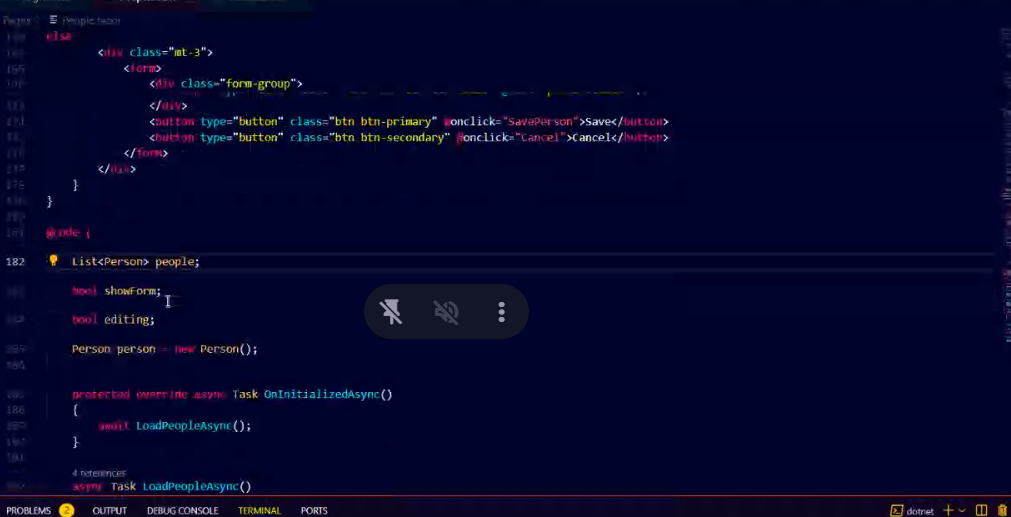 Pages People.razor
else
<div class="mt-3">
<form>
<div class="form-group">
</div>
<button type="button" class="btn btn-primary" @onclick="SavePerson">Save</button>
<button type="button" class="btn btn-secondary" @onclick="Cancel">Cancel</button>
</form>
</div>
}
}
@code {
182 List<Person> people;
bool showForm;
bool editing;
Person person = new Person();
protected override async Task OnInitializedAsync()
186 {
await LoadPeopleAsync();
}
4 references
async Task LoadPeopleAsync()
PROBLEMS 2 OUTPUT DEBUG CONSOLE TERMINAL PORTS dotnet